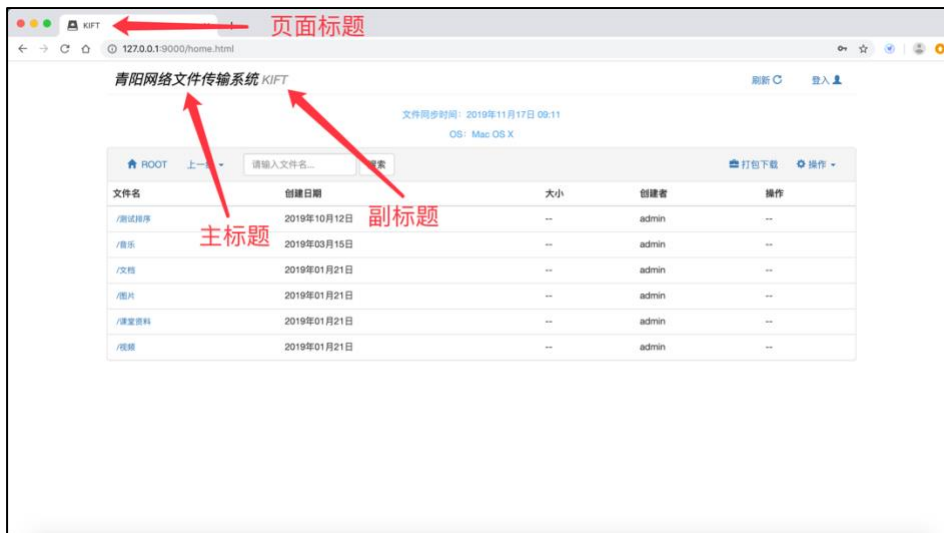 KIFT
页面标题
127.0.0.1:9000/home.html
青阳网络文件传输系统 KIFT
刷新 登入
文件同步时间：2019年11月17日 09:11
OS：Mac OS X
ROOT 上一 请输入文件名... 索 打包下载 操作
文件名 创建日期 大小 创建者 操作
/测试排序 2019年10月12日 -- admin --
主标题
副标题
/音乐 2019年03月15日 -- admin --
/文档 2019年01月21日 -- admin --
/图片 2019年01月21日 -- admin --
/课堂资料 2019年01月21日 -- admin --
/视频 2019年01月21日 -- admin --